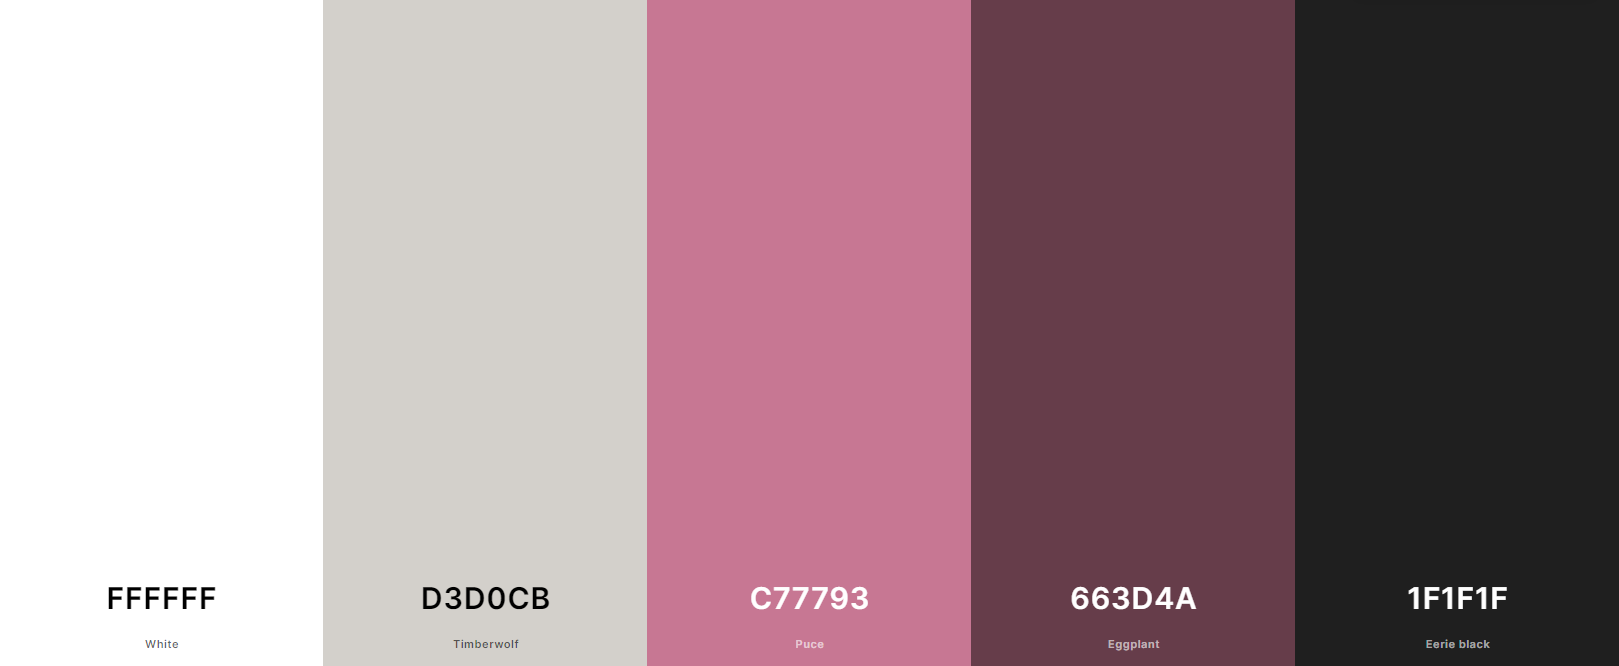 FFFFFF
White
D3D0CB
Timberwolf
C77793
Puce
663D4A
Eggplant
1F1F1F
Eerie black